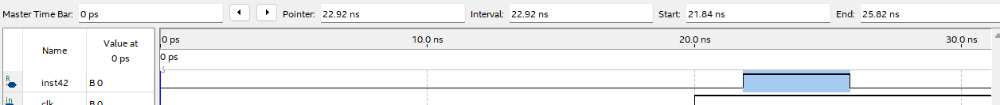 Master Time Bar: 0 ps Pointer: 22.92 ns Interval: 22.92 ns Start: 21.84 ns End: 25.82 ns
Name Value at 0 ps 0 ps 10.0 ns 20.0 ns 30.0 ns
0 ps
R inst42 B 0
in clk B 0